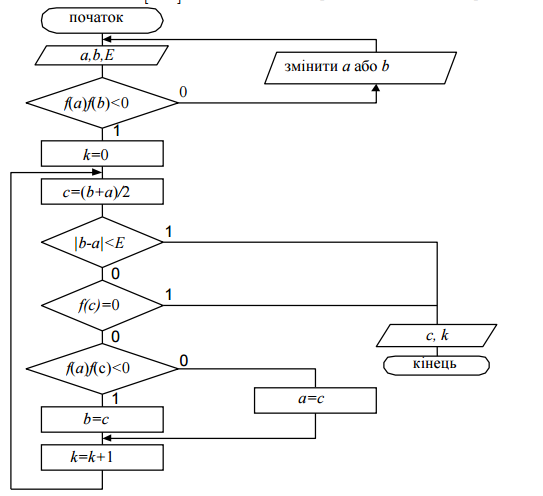 початок
a,b,E
змінити a або b
f(a)f(b)<0
0
1
k=0
c=(b+a)/2
|b-a|<E
1
0
f(c)=0
1
0
c, k
кінець
f(a)f(c)<0
0
1
a=c
b=c
k=k+1